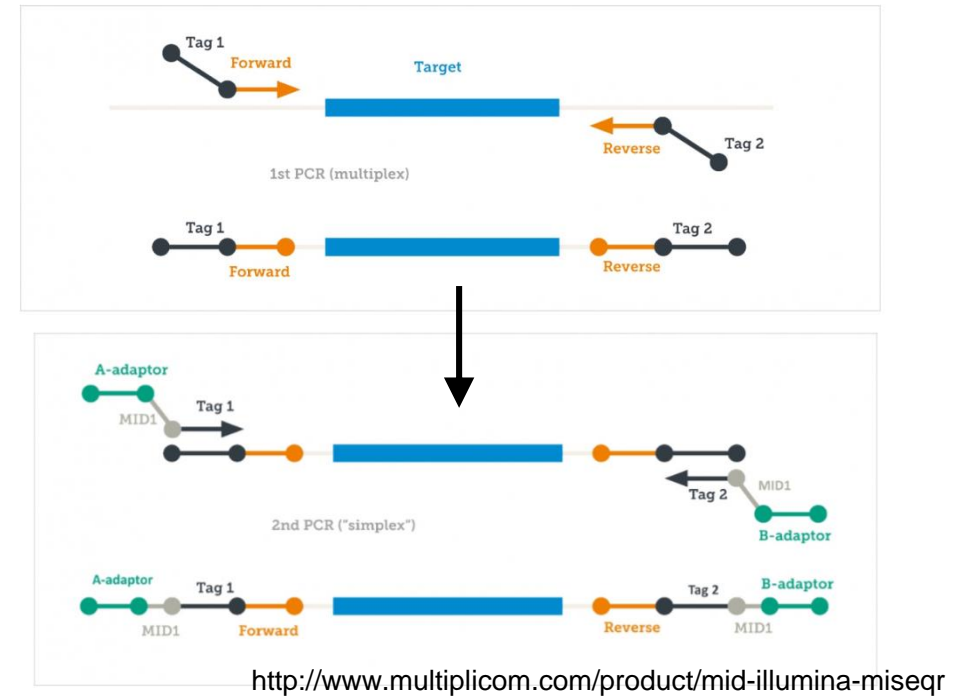 Tag 1
Forward
Target
Reverse
Tag 2
1st PCR (multiplex)
Tag 1
Tag 2
Forward
Reverse
A-adaptor
MID1
Tag 1
Tag 2
MID1
B-adaptor
2nd PCR ("simplex")
A-adaptor
Tag 1
Tag 2
B-adaptor
MID1
Forward
Reverse
MID1
http://www.multiplicom.com/product/mid-illumina-miseqr